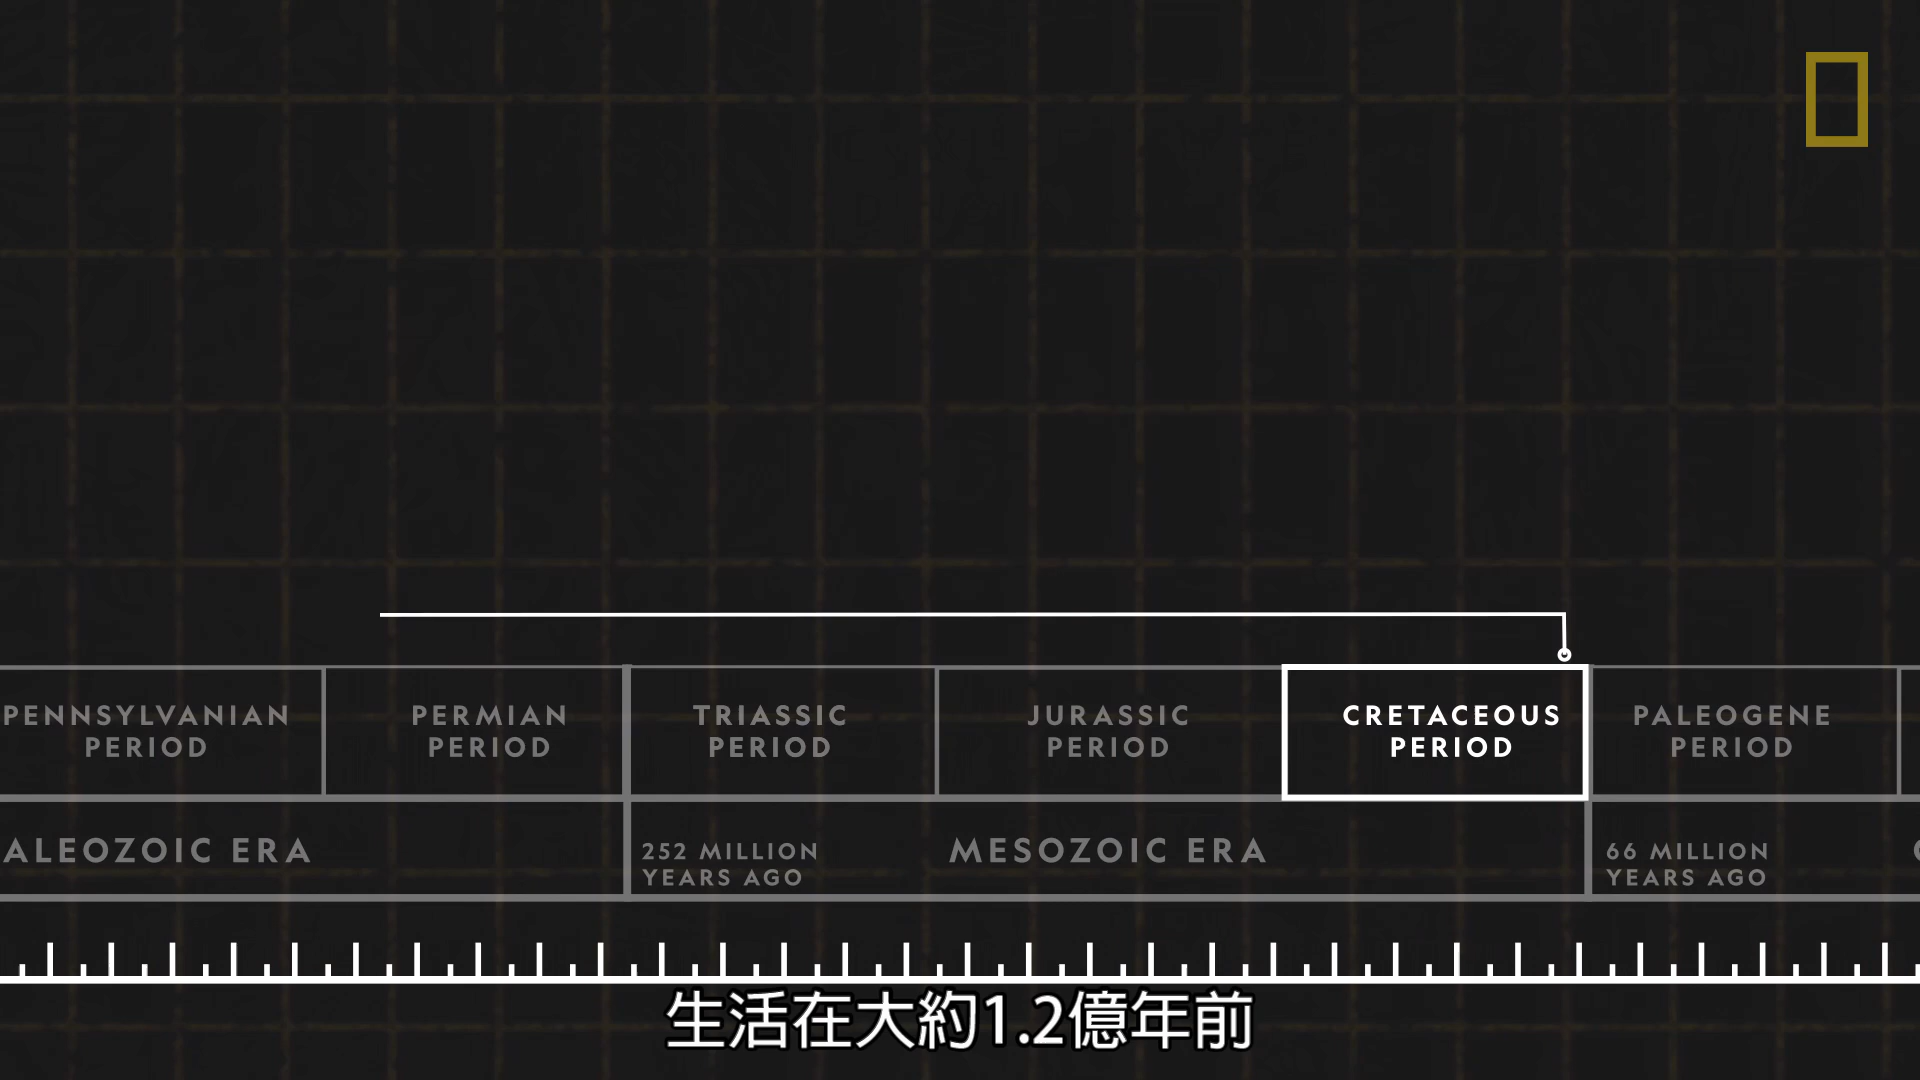 PENNSYLVANIAN
PERIOD
PERMIAN
PERIOD
TRIASSIC
PERIOD
JURASSIC
PERIOD
CRETACEOUS
PERIOD
PALEOGENE
PERIOD
ALEOZOIC ERA
252 MILLION
YEARS AGO
MESOZOIC ERA
66 MILLION
YEARS AGO
生活在大約1.2億年前